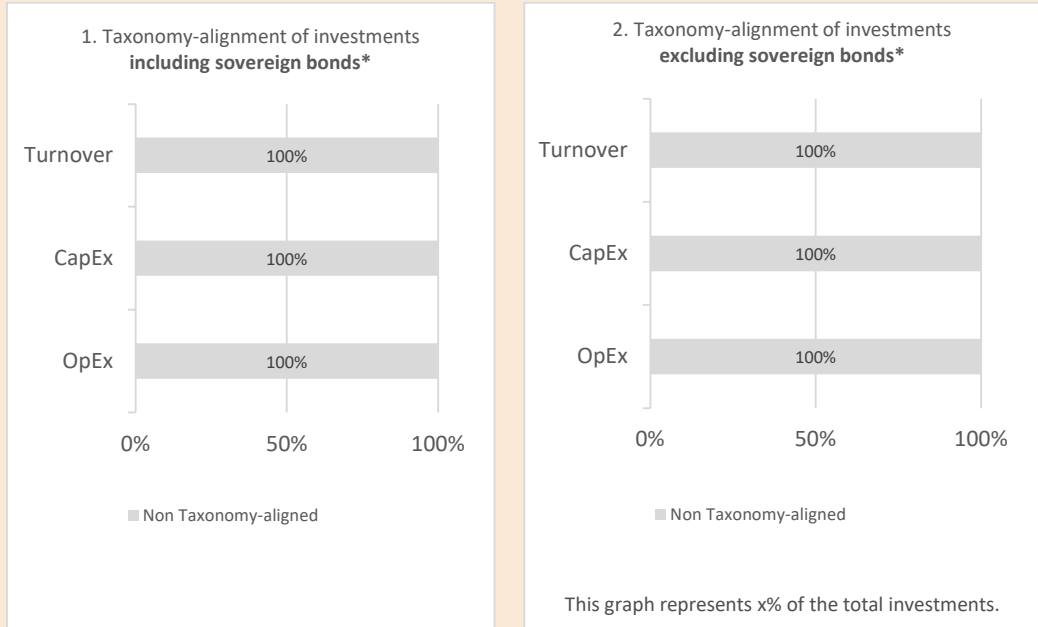 1. Taxonomy-alignment of investments
including sovereign bonds*
Turnover
100%
CapEx
100%
OpEx
100%
0%
50%
100%
Non Taxonomy-aligned
2. Taxonomy-alignment of investments
excluding sovereign bonds*
Turnover
100%
CapEx
100%
OpEx
100%
0%
50%
100%
Non Taxonomy-aligned
This graph represents x% of the total investments.